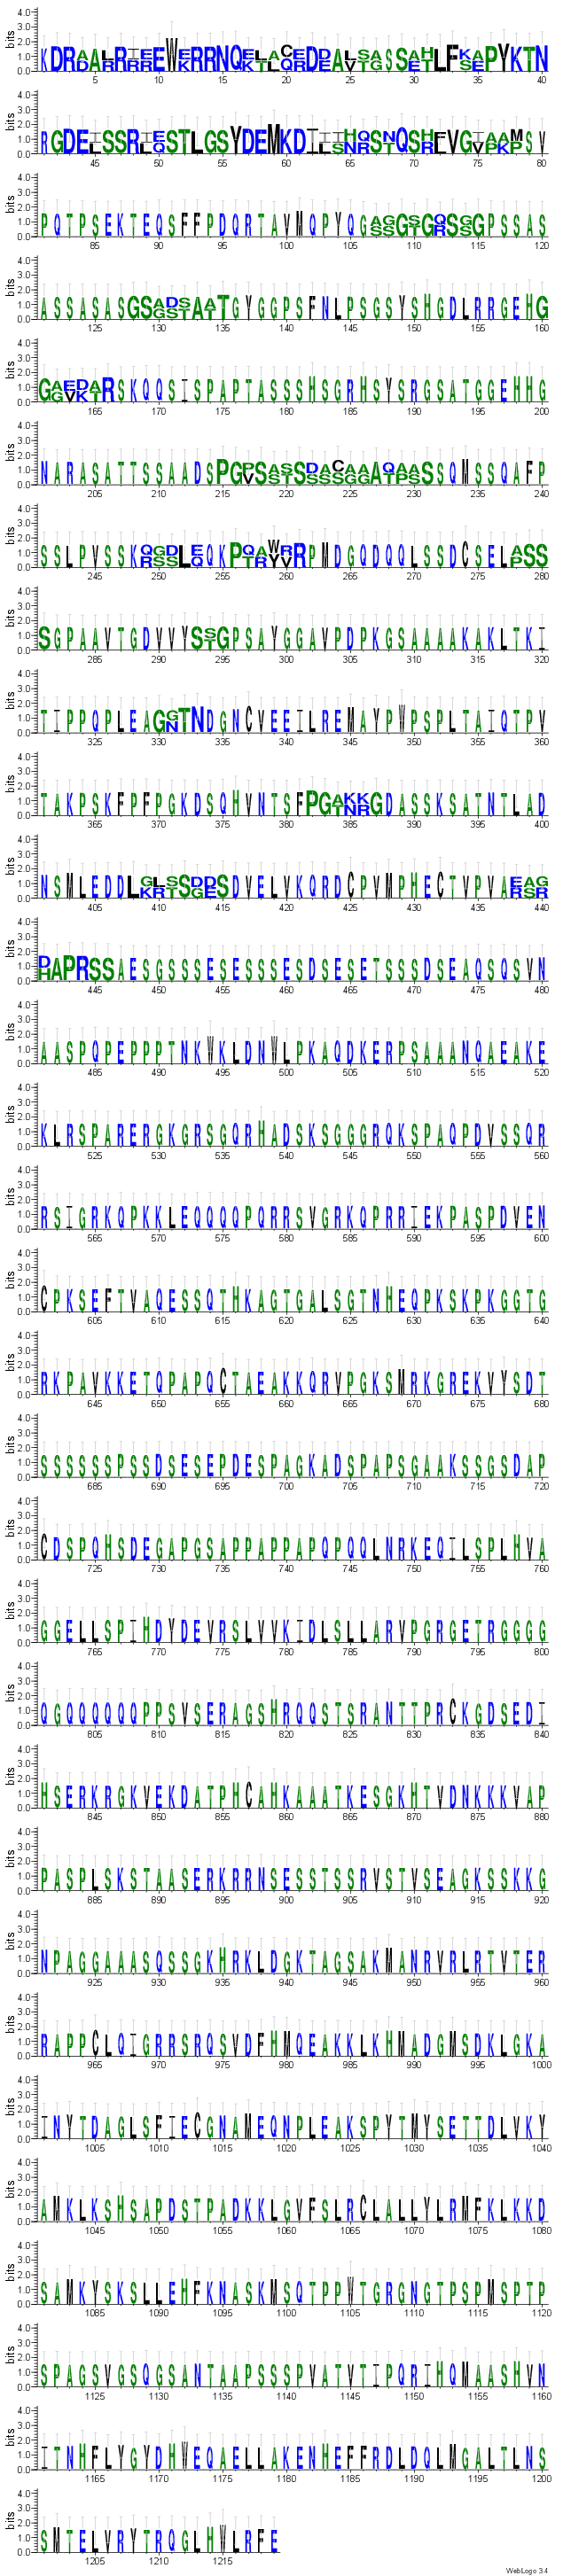 bits 4.0 3.0 2.0 1.0 0.0
KDRAALRIEEWERRNQELACEDDALSASSAHLFKAPYKTN
5 10 15 20 25 30 35 40
RGDEISSRIESTLGSYDEMKDIIHQSNQSHFVGIAAMSV
45 50 55 60 65 70 75 80
PQTPSEKTEQSFFPDQRTAVMQPYQGASGSGQSSGPSSAS
85 90 95 100 105 110 115 120
ASSASASGSADSAATGYGGPSFNLPSGSYSHGDLRRGEHG
125 130 135 140 145 150 155 160
GAEDARSKQQSISPAPTASSSHSGRHSYSRGSATGGEHHG
165 170 175 180 185 190 195 200
NARASATTSSAADSPGPSASSDACAAAQAASSQMSSQAFP
205 210 215 220 225 230 235 240
SSLPVSSKQGDLEQKPQAWRRPMDGQDQQLSSDCSELASS
245 250 255 260 265 270 275 280
SGPAAVTGDVVYSSGPSAYGGAVPDPKGSAAAAKAKLTKI
285 290 295 300 305 310 315 320
TIPPQPLEAGGTNDGNCVEEILREMAYPWPSPLTAIQTPV
325 330 335 340 345 350 355 360
TAKPSKFPFPGKDSQHVNTSFPGAKKGDASSKSATNTLAD
365 370 375 380 385 390 395 400
NSMLEDDLGLSSDDSDVELVKQRDCPVMPHECTVPVAEAG
405 410 415 420 425 430 435 440
DAPRSSAESGSSSESESSSESDSESETSSSDSEAQSQSVN
445 450 455 460 465 470 475 480
AASPQPEPPPTNKWKLDNWLPKAQDKERPSAAANQAEAKE
485 490 495 500 505 510 515 520
KLRSPARERGKGRSGQRHADSKSGGGRQKSPAQPDVSSQR
525 530 535 540 545 550 555 560
RSIGRKQPKKLEQQQQPQRRSVGRKQPRRIEKPASPDVEN
565 570 575 580 585 590 595 600
CPKSEFTVAQESSQTHKAGTGALSGTNHEQPKSKPKGGTG
605 610 615 620 625 630 635 640
RKPAVKKETQPAPQCTAEAKKQRVPGKSMRKGREKVYSDT
645 650 655 660 665 670 675 680
SSSSSSPSSDSESEPDESPAGKADSPAPSGAAKSSGSDAP
685 690 695 700 705 710 715 720
CDSPQHSDEGAPGSAPPAPPAPQPQQLNRKEQILSPLHVA
725 730 735 740 745 750 755 760
GGELLSPIHDYDEVRSLVVKIDLSLLARVPGRGETRGGGG
765 770 775 780 785 790 795 800
QGQQQQQQPPSVSERAGSHRQQSTSRANTTPRCKGDSEDI
805 810 815 820 825 830 835 840
HSERKRGKVEKDATPHCAHKAAATKESGKHTVDNKKKVAP
845 850 855 860 865 870 875 880
PASPLSKSTAASERKRRNSESSTSSRVSTVSEAGKSSKKG
885 890 895 900 905 910 915 920
NPAGGAAASQSSGKHRKLDGKTAGSAKMANRVRLRTVTER
925 930 935 940 945 950 955 960
RAPPCLQIGRRSRQSVDFHMQEAKKLKHMADGMSDKLGKA
965 970 975 980 985 990 995 1000
INYTDAGLSFIECGNAMEQNPLEAKSPYTMYSETTDLVKY
1005 1010 1015 1020 1025 1030 1035 1040
AMKLKSHSAPDSTPADKKLGVFSLRCLALLYLRMFKLKKD
1045 1050 1055 1060 1065 1070 1075 1080
SAMKYSKSLLEHFKNASKMSQTPPWTGRGNGTPSPMSPTP
1085 1090 1095 1100 1105 1110 1115 1120
SPAGSVGSQGSANTAAPSSSPVATVTIPQRIHQMAASHVN
1125 1130 1135 1140 1145 1150 1155 1160
ITNHFLYGYDHWEQAELLAKENHEFFRDLDQLMGALTLNS
1165 1170 1175 1180 1185 1190 1195 1200
SMTELVRYTRQGLHWLRFE
1205 1210 1215
WebLogo 3.4